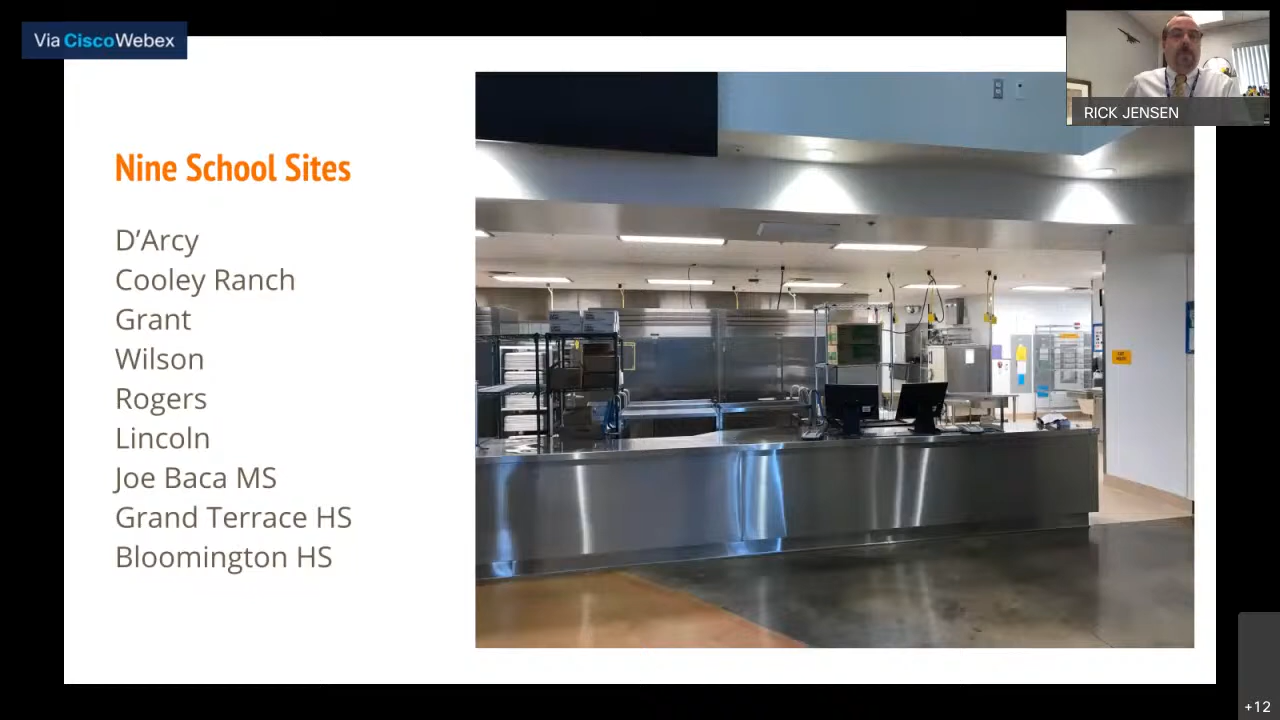 Via CiscoWebex
RICK JENSEN
Nine School Sites
D'Arcy
Cooley Ranch
Grant
Wilson
Rogers
Lincoln
Joe Baca MS
Grand Terrace HS
Bloomington HS
+12